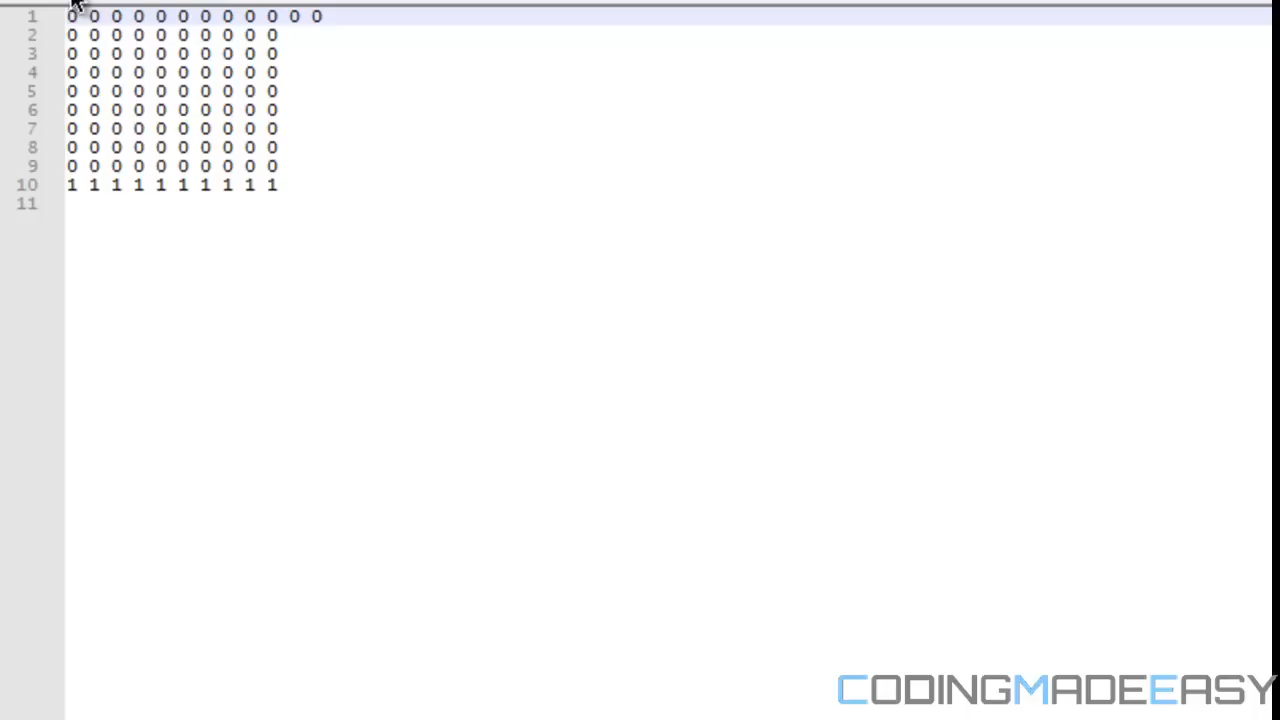 1 0 0 0 0 0 0 0 0 0 0 0 0
2 0 0 0 0 0 0 0 0 0 0
3 0 0 0 0 0 0 0 0 0 0
4 0 0 0 0 0 0 0 0 0 0
5 0 0 0 0 0 0 0 0 0 0
6 0 0 0 0 0 0 0 0 0 0
7 0 0 0 0 0 0 0 0 0 0
8 0 0 0 0 0 0 0 0 0 0
9 0 0 0 0 0 0 0 0 0 0
10 1 1 1 1 1 1 1 1 1 1
11
CODINGMADEEASY